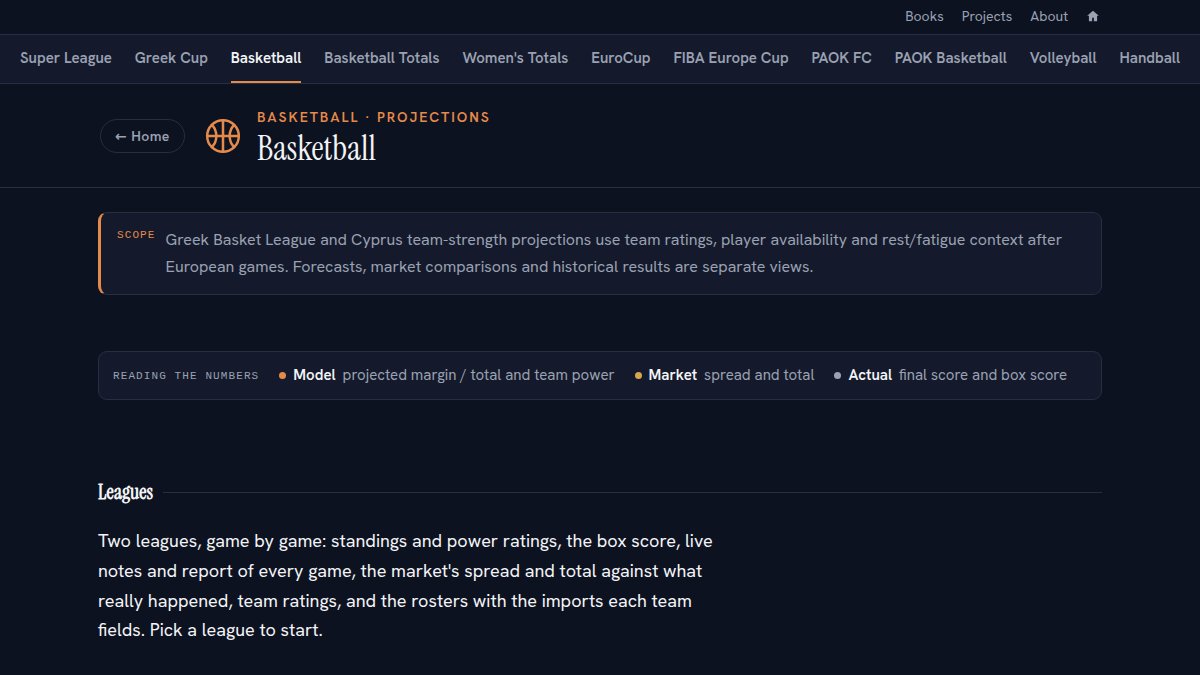 Books Projects About
Super League Greek Cup Basketball Basketball Totals Women's Totals EuroCup FIBA Europe Cup PAOK FC PAOK Basketball Volleyball Handball
← Home
BASKETBALL · PROJECTIONS
Basketball
SCOPE Greek Basket League and Cyprus team-strength projections use team ratings, player availability and rest/fatigue context after
European games. Forecasts, market comparisons and historical results are separate views.
READING THE NUMBERS Model projected margin / total and team power Market spread and total Actual final score and box score
Leagues
Two leagues, game by game: standings and power ratings, the box score, live
notes and report of every game, the market's spread and total against what
really happened, team ratings, and the rosters with the imports each team
fields. Pick a league to start.